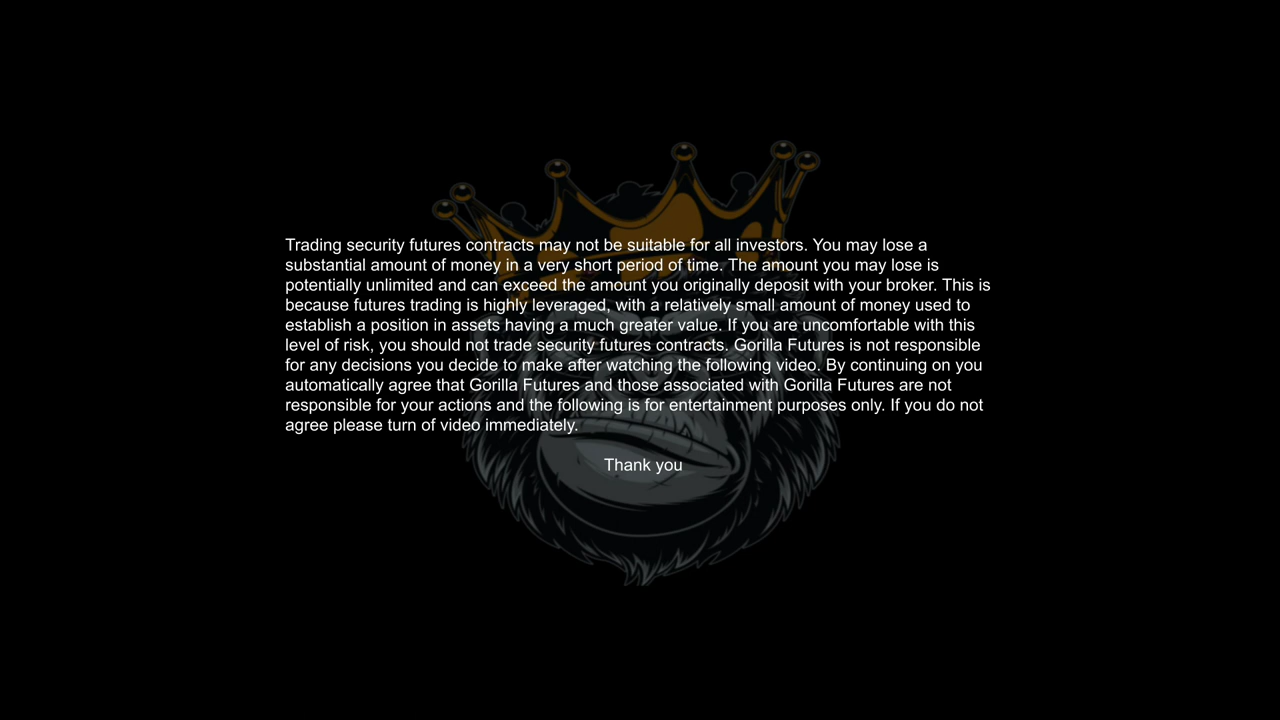 Trading security futures contracts may not be suitable for all investors. You may lose a
substantial amount of money in a very short period of time. The amount you may lose is
potentially unlimited and can exceed the amount you originally deposit with your broker. This is
because futures trading is highly leveraged, with a relatively small amount of money used to
establish a position in assets having a much greater value. If you are uncomfortable with this
level of risk, you should not trade security futures contracts. Gorilla Futures is not responsible
for any decisions you decide to make after watching the following video. By continuing on you
automatically agree that Gorilla Futures and those associated with Gorilla Futures are not
responsible for your actions and the following is for entertainment purposes only. If you do not
agree please turn of video immediately.
Thank you